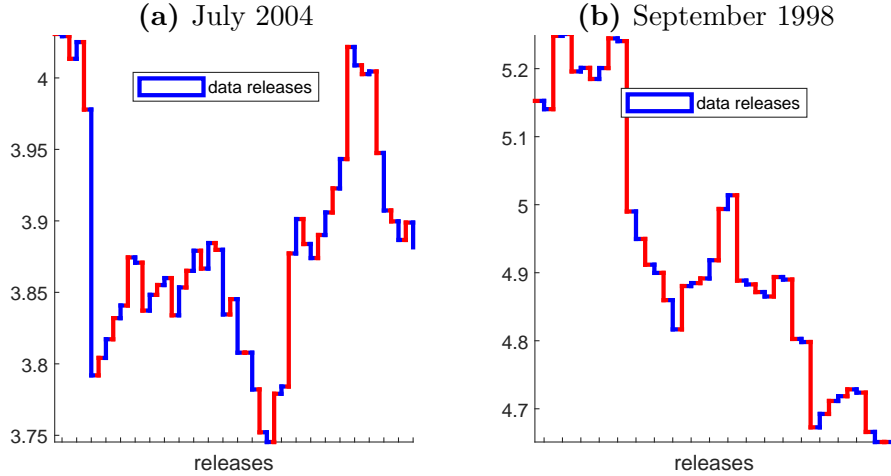 (a) July 2004
4
3.95
3.9
3.85
3.8
3.75
data releases
releases
(b) September 1998
5.2
5.1
5
4.9
4.8
4.7
data releases
releases